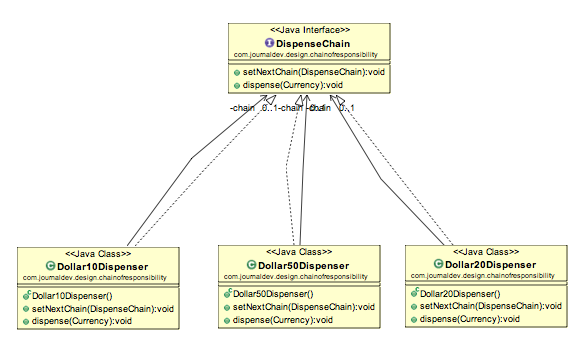 <<Java Interface>>
DispenseChain
com.journaldev.design.chainofresponsibility
setNextChain(DispenseChain):void
dispense(Currency):void
-chain 0..1 -chain 0..1 -chain 0..1
<<Java Class>>
Dollar10Dispenser
com.journaldev.design.chainofresponsibility
Dollar10Dispenser()
setNextChain(DispenseChain):void
dispense(Currency):void
<<Java Class>>
Dollar50Dispenser
com.journaldev.design.chainofresponsibility
Dollar50Dispenser()
setNextChain(DispenseChain):void
dispense(Currency):void
<<Java Class>>
Dollar20Dispenser
com.journaldev.design.chainofresponsibility
Dollar20Dispenser()
setNextChain(DispenseChain):void
dispense(Currency):void